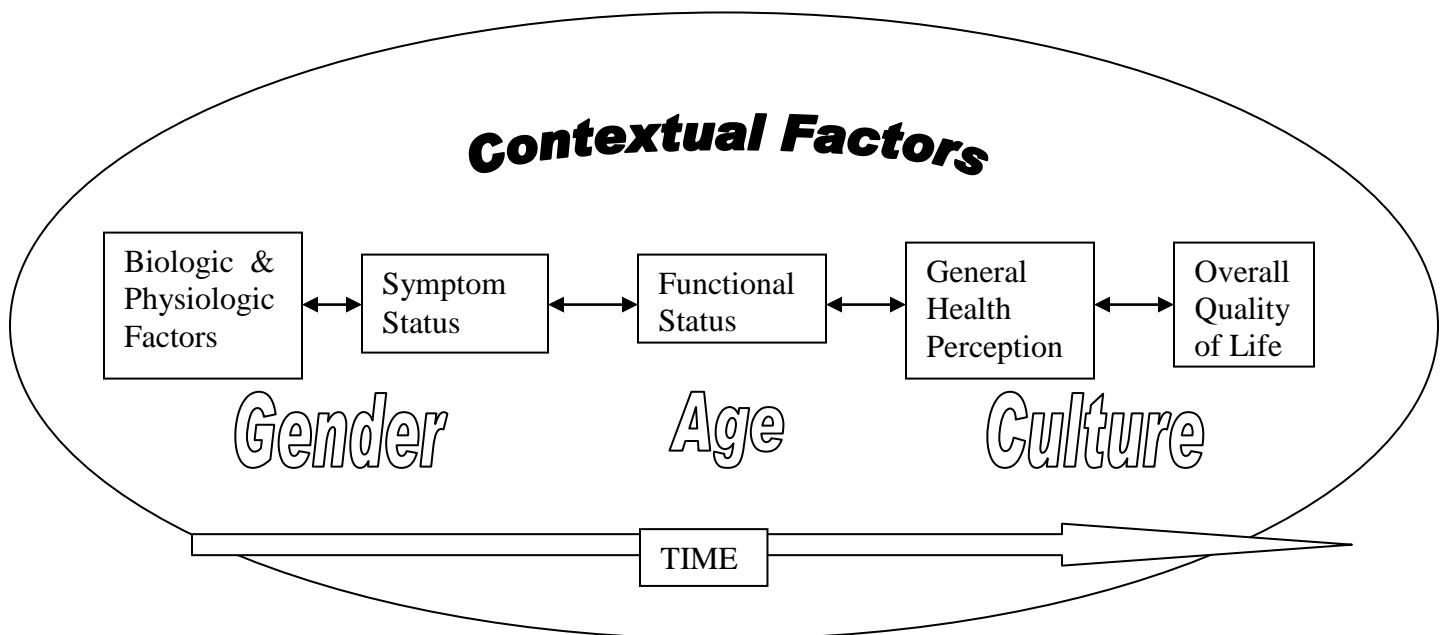 Contextual Factors
Biologic &
Physiologic
Factors
Symptom
Status
Functional
Status
General
Health
Perception
Overall
Quality
of Life
Gender
Age
Culture
TIME